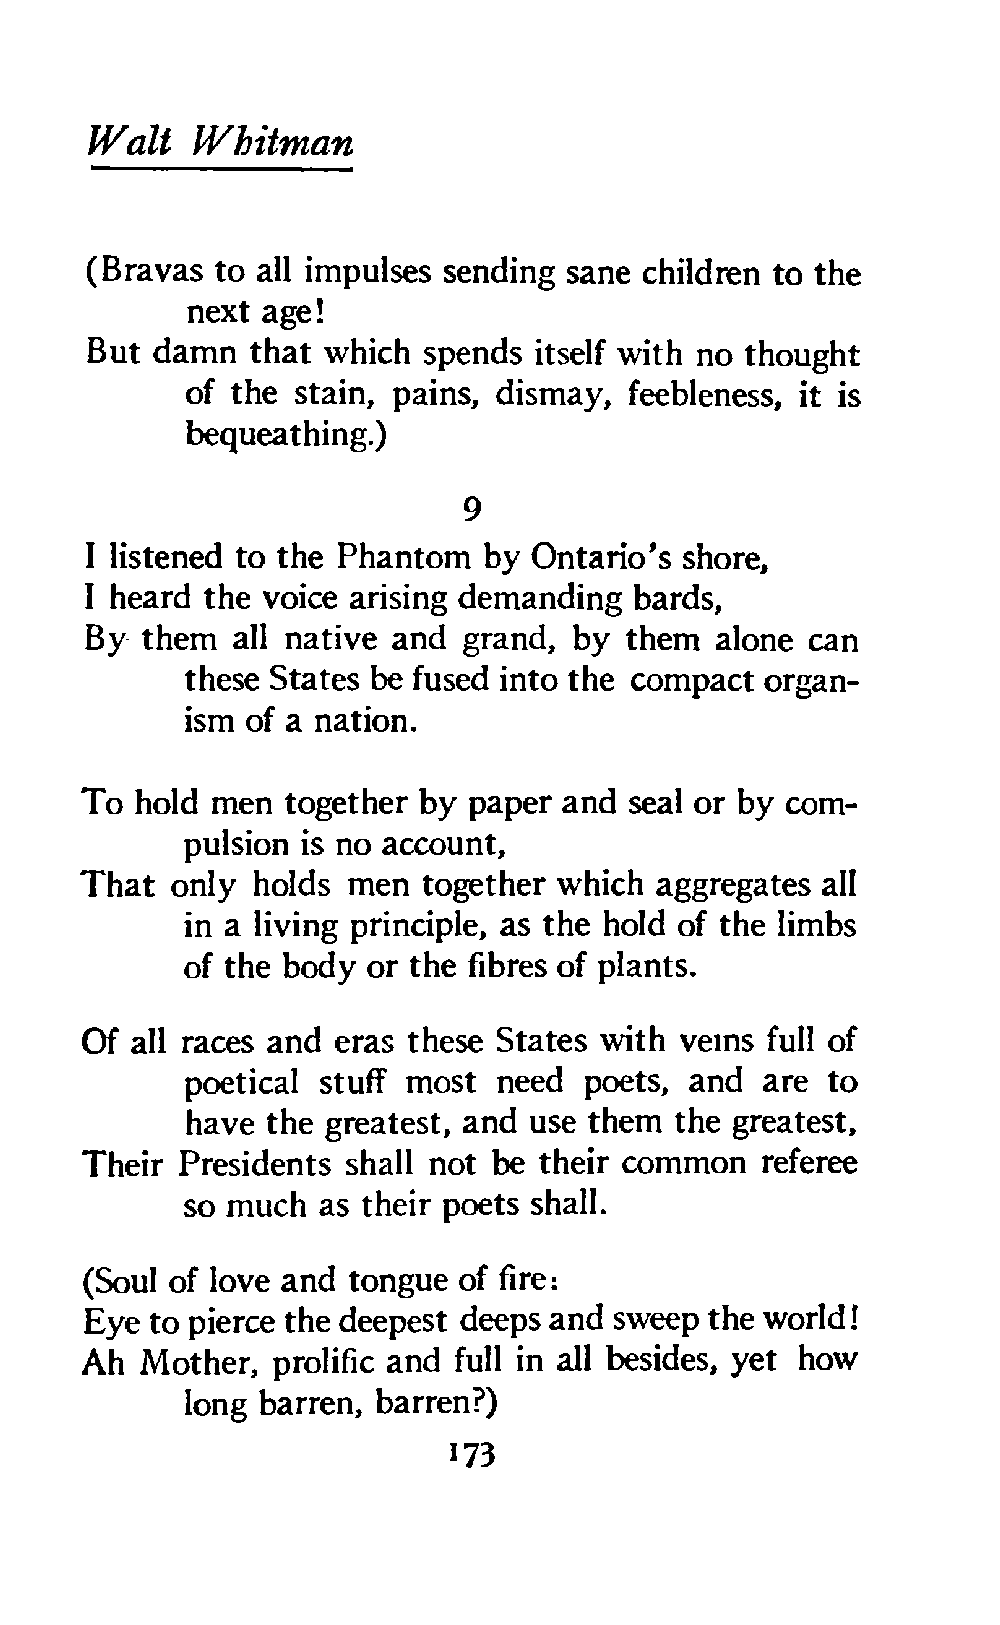 Walt Whitman
(Bravas to all impulses sending sane children to the
next age!
But damn that which spends itself with no thought
of the stain, pains, dismay, feebleness, it is
bequeathing.)
9
I listened to the Phantom by Ontario's shore,
I heard the voice arising demanding bards,
By them all native and grand, by them alone can
these States be fused into the compact organ-
ism of a nation.
To hold men together by paper and seal or by com-
pulsion is no account,
That only holds men together which aggregates all
in a living principle, as the hold of the limbs
of the body or the fibres of plants.
Of all races and eras these States with veins full of
poetical stuff most need poets, and are to
have the greatest, and use them the greatest,
Their Presidents shall not be their common referee
so much as their poets shall.
(Soul of love and tongue of fire:
Eye to pierce the deepest deeps and sweep the world!
Ah Mother, prolific and full in all besides, yet how
long barren, barren?)
173